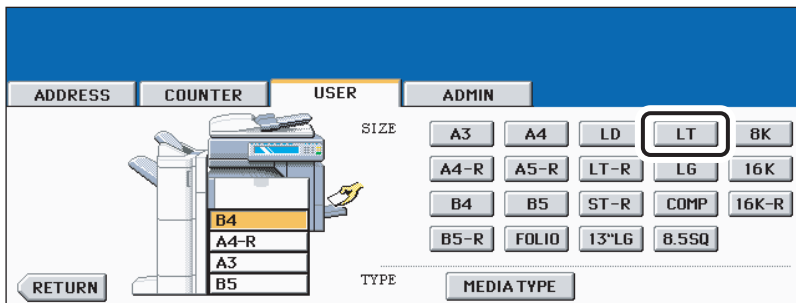 ADDRESS COUNTER USER ADMIN
SIZE
A3 A4 LD LT 8K
A4-R A5-R LT-R LG 16K
B4 B5 ST-R COMP 16K-R
B5-R FOLIO 13"LG 8.5SQ
B4
A4-R
A3
B5
RETURN
TYPE MEDIA TYPE